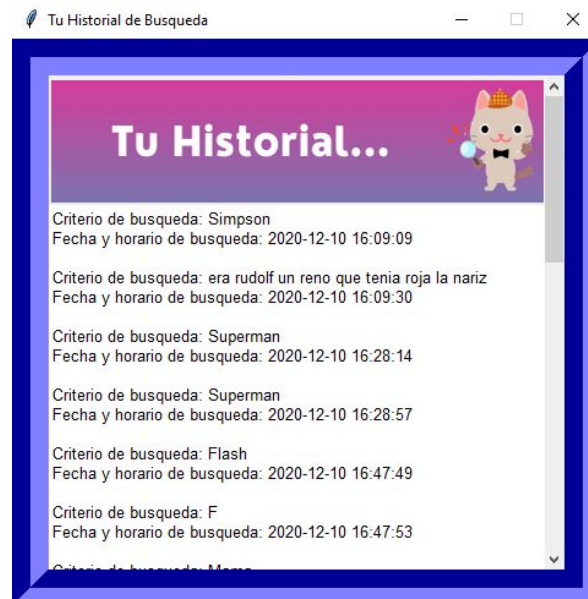 Tu Historial de Busqueda
Tu Historial...
Criterio de busqueda: Simpson
Fecha y horario de busqueda: 2020-12-10 16:09:09
Criterio de busqueda: era rudolf un reno que tenia roja la nariz
Fecha y horario de busqueda: 2020-12-10 16:09:30
Criterio de busqueda: Superman
Fecha y horario de busqueda: 2020-12-10 16:28:14
Criterio de busqueda: Superman
Fecha y horario de busqueda: 2020-12-10 16:28:57
Criterio de busqueda: Flash
Fecha y horario de busqueda: 2020-12-10 16:47:49
Criterio de busqueda: F
Fecha y horario de busqueda: 2020-12-10 16:47:53
Criterio de busqueda: